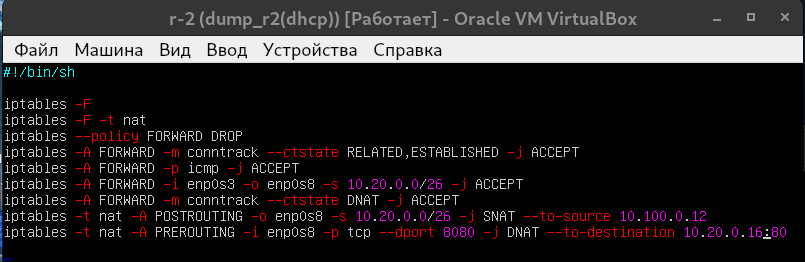 r-2 (dump_r2(dhcp)) [Работает] - Oracle VM VirtualBox
Файл Машина Вид Ввод Устройства Справка
#!/bin/sh
iptables -F
iptables -F -t nat
iptables --policy FORWARD DROP
iptables -A FORWARD -m conntrack --ctstate RELATED,ESTABLISHED -j ACCEPT
iptables -A FORWARD -p icmp -j ACCEPT
iptables -A FORWARD -i enp0s3 -o enp0s8 -s 10.20.0.0/26 -j ACCEPT
iptables -A FORWARD -m conntrack --ctstate DNAT -j ACCEPT
iptables -t nat -A POSTROUTING -o enp0s8 -s 10.20.0.0/26 -j SNAT --to-source 10.100.0.12
iptables -t nat -A PREROUTING -i enp0s8 -p tcp --dport 8080 -j DNAT --to-destination 10.20.0.16:80
~